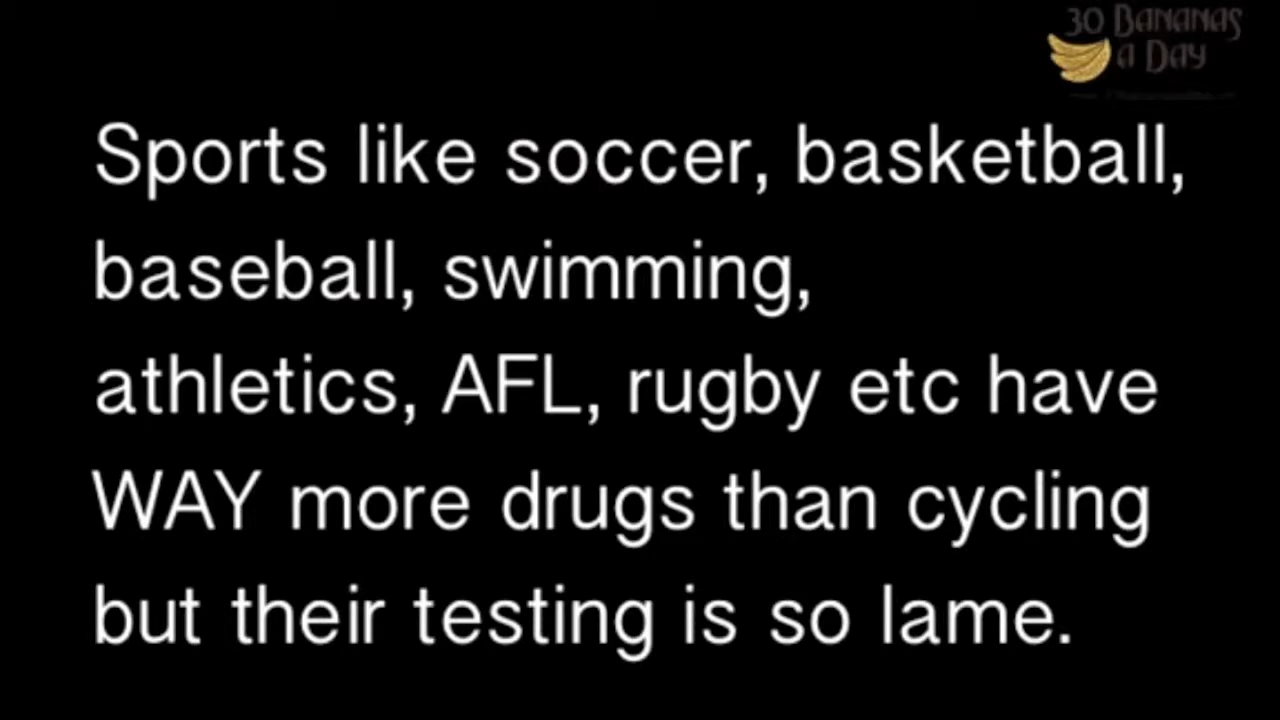 30 Bananas
a Day
Sports like soccer, basketball,
baseball, swimming,
athletics, AFL, rugby etc have
WAY more drugs than cycling
but their testing is so lame.